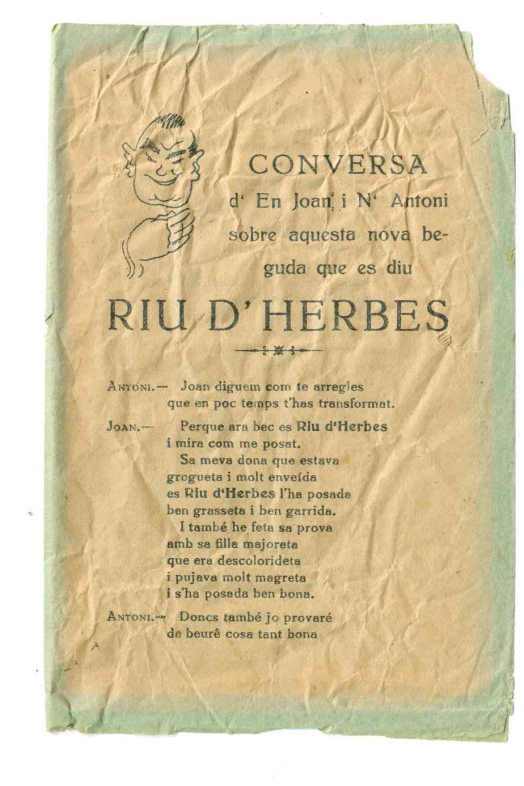 CONVERSA
d‘ En Joan, i N‘ Antoni
sobre aquesta nova be-
guda que es diu
RIU D'HERBES
ANTONI.— Joan diguem com te arregles
que en poc temps t'has transformat.
JOAN.— Perque ara bec es Riu d‘Herbes
i mira com me posat.
Sa meva dona que estava
grogueta i molt enveída
es Riu d‘Herbes l'ha posada
ben grasseta i ben garrida.
I també he feta sa prova
amb sa filla majoreta
que era descolorideta
i pujava molt magreta
i s'ha posada ben bona.
ANTONI.— Doncs també jo provaré
de beurê cosa tant bona